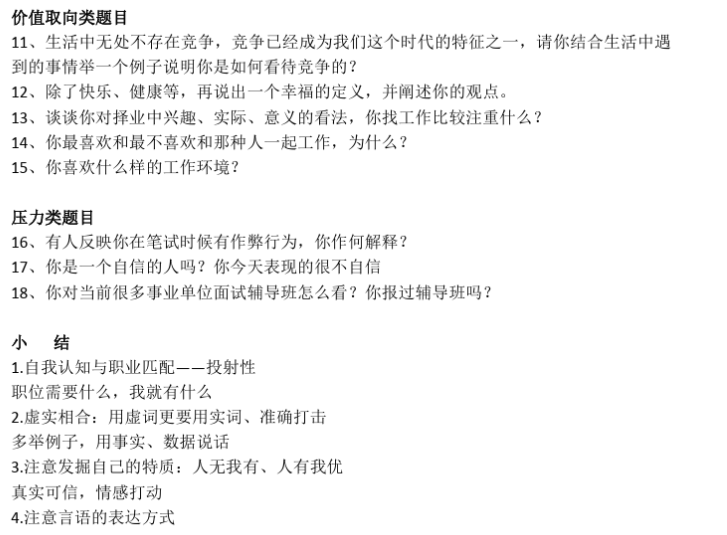 价值取向类题目
11、生活中无处不存在竞争，竞争已经成为我们这个时代的特征之一，请你结合生活中遇
到的事情举一个例子说明你是如何看待竞争的？
12、除了快乐、健康等，再说出一个幸福的定义，并阐述你的观点。
13、谈谈你对择业中兴趣、实际、意义的看法，你找工作比较注重什么？
14、你最喜欢和最不喜欢和那种人一起工作，为什么？
15、你喜欢什么样的工作环境？
压力类题目
16、有人反映你在笔试时候有作弊行为，你作何解释？
17、你是一个自信的人吗？你今天表现的很不自信
18、你对当前很多事业单位面试辅导班怎么看？你报过辅导班吗？
小 结
1.自我认知与职业匹配——投射性
职位需要什么，我就有什么
2.虚实相合：用虚词更要用实词、准确打击
多举例子，用事实、数据说话
3.注意发掘自己的特质：人无我有、人有我优
真实可信，情感打动
4.注意言语的表达方式